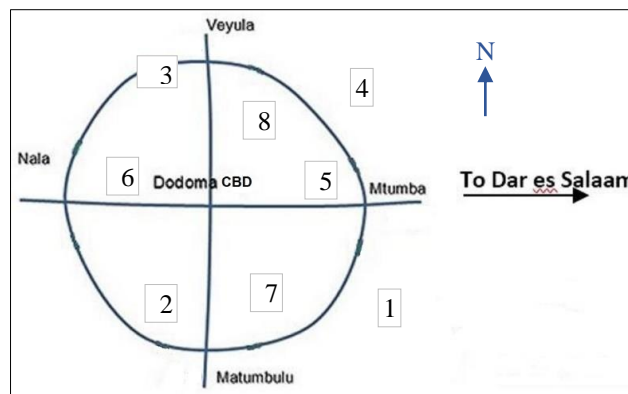 Veyula
3
4
N
8
Nala
6
Dodoma CBD
5
Mtumba
To Dar es Salaam
2
7
1
Matumbulu